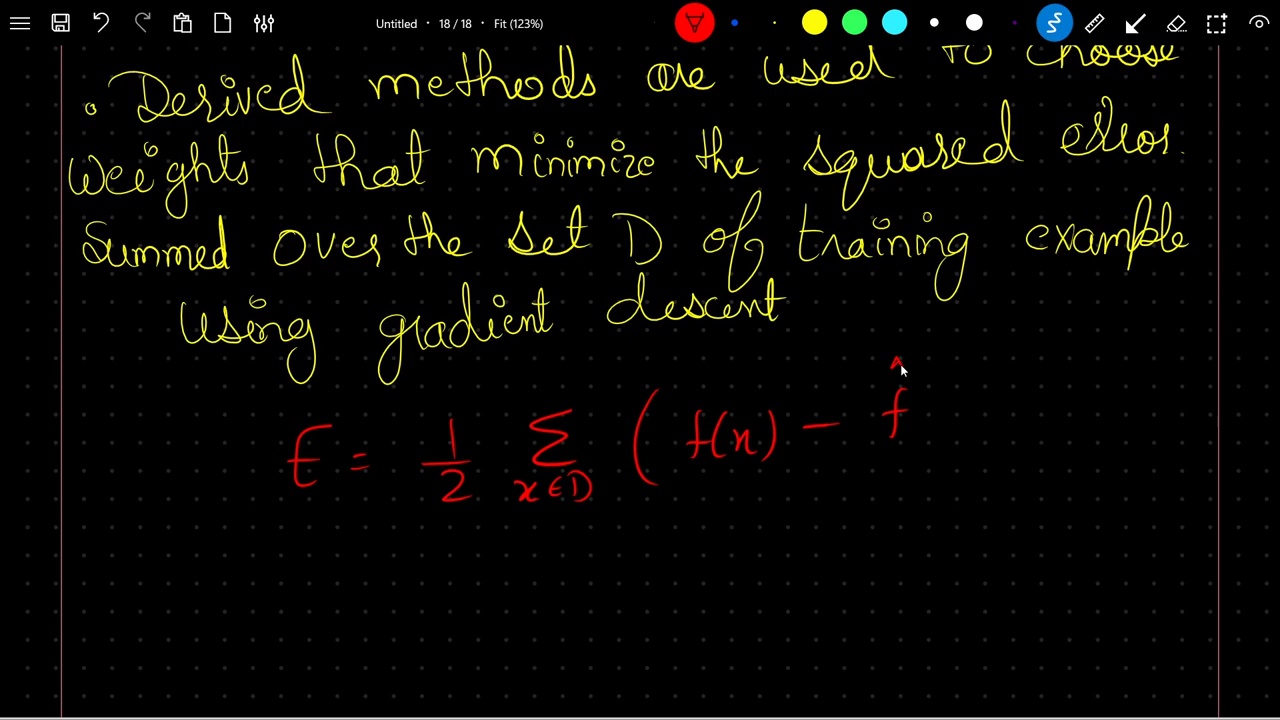 Untitled • 18 / 18 • Fit (123%)
. Derived methods are used to choose
weights that minimize the squared error.
Summed over the set D of training example
using gradient descent
E = 1/2 Σ x∈D ( f(x) - f̂